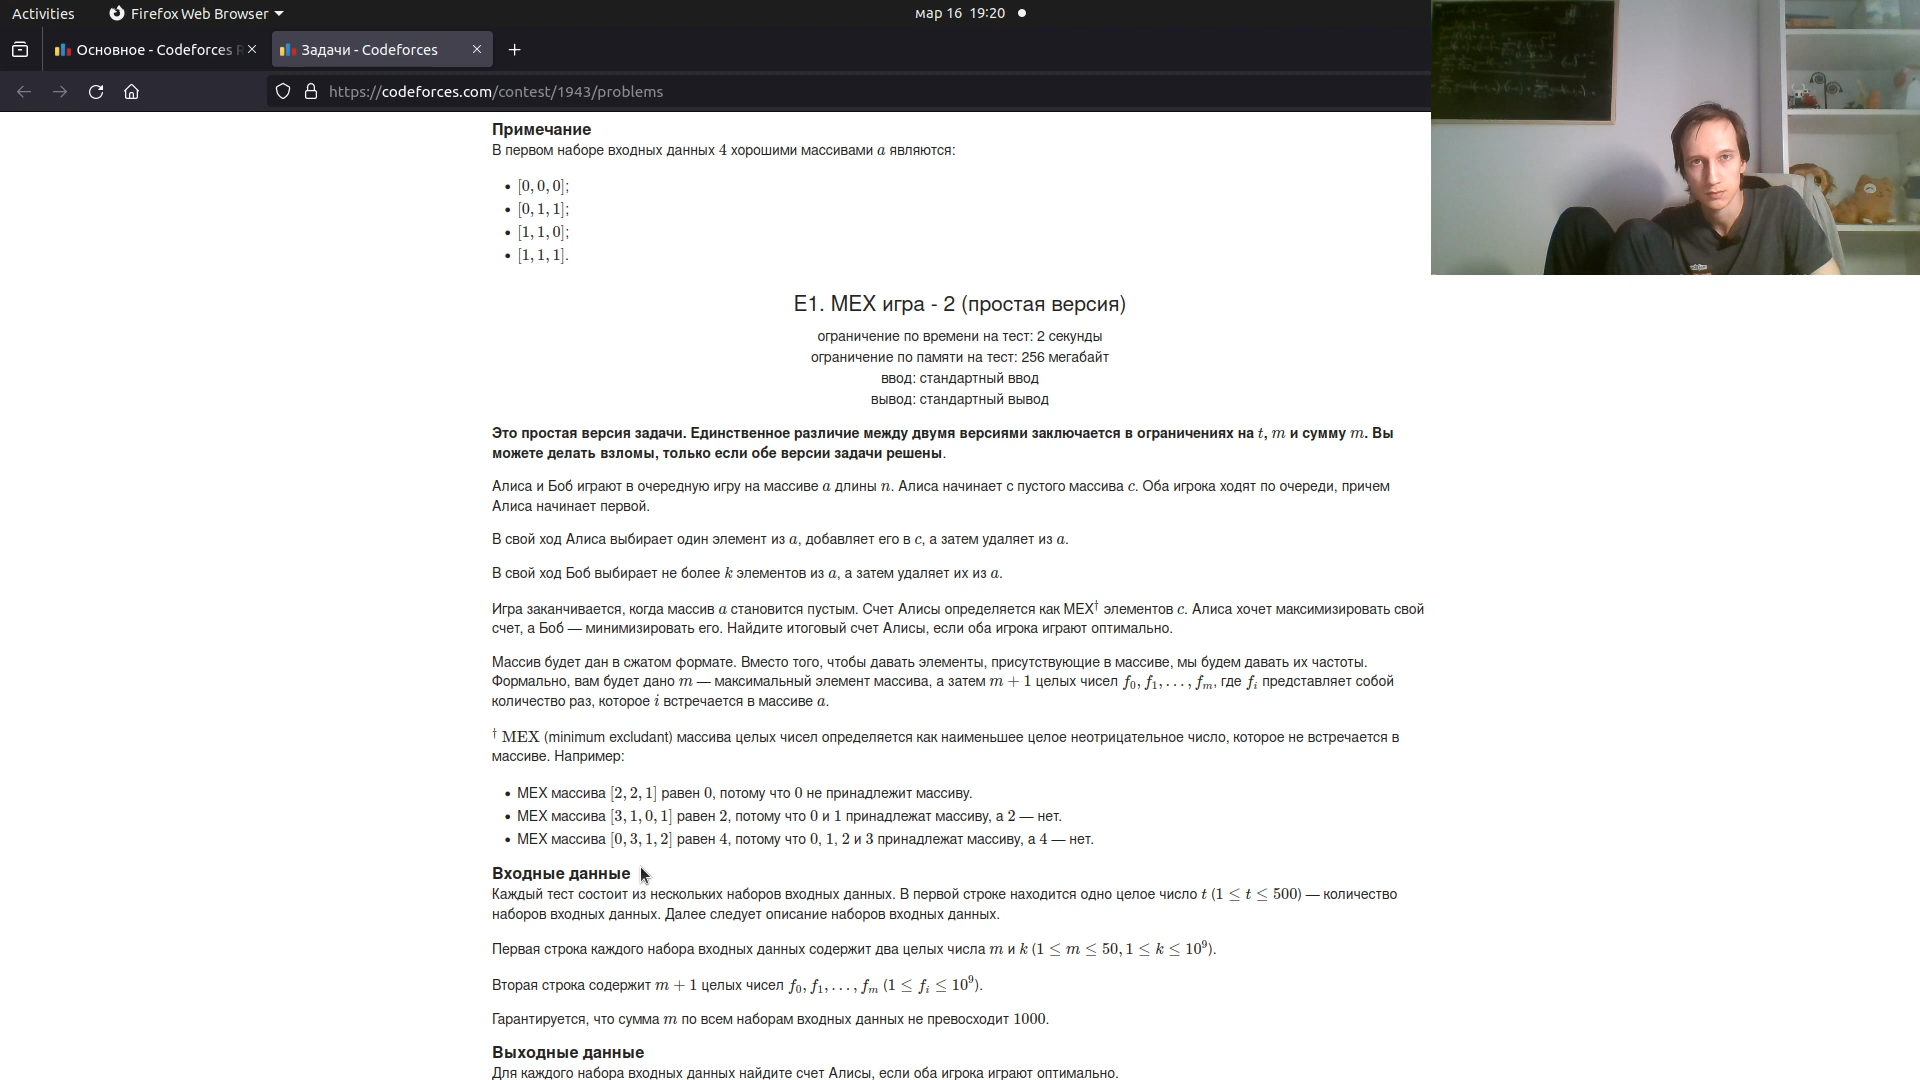 Activities
Firefox Web Browser
мар 16 19:20
Основное - Codeforces
Задачи - Codeforces
https://codeforces.com/contest/1943/problems
Примечание
В первом наборе входных данных 4 хорошими массивами a являются:
• [0, 0, 0];
• [0, 1, 1];
• [1, 1, 0];
• [1, 1, 1].
E1. MEX игра - 2 (простая версия)
ограничение по времени на тест: 2 секунды
ограничение по памяти на тест: 256 мегабайт
ввод: стандартный ввод
вывод: стандартный вывод
Это простая версия задачи. Единственное различие между двумя версиями заключается в ограничениях на t, m и сумму m. Вы
можете делать взломы, только если обе версии задачи решены.
Алиса и Боб играют в очередную игру на массиве a длины n. Алиса начинает с пустого массива c. Оба игрока ходят по очереди, причем
Алиса начинает первой.
В свой ход Алиса выбирает один элемент из a, добавляет его в c, а затем удаляет из a.
В свой ход Боб выбирает не более k элементов из a, а затем удаляет их из a.
Игра заканчивается, когда массив a становится пустым. Счет Алисы определяется как MEX† элементов c. Алиса хочет максимизировать свой
счет, а Боб — минимизировать его. Найдите итоговый счет Алисы, если оба игрока играют оптимально.
Массив будет дан в сжатом формате. Вместо того, чтобы давать элементы, присутствующие в массиве, мы будем давать их частоты.
Формально, вам будет дано m — максимальный элемент массива, а затем m + 1 целых чисел f₀, f₁, . . . , fₘ, где fᵢ представляет собой
количество раз, которое i встречается в массиве a.
† MEX (minimum excludant) массива целых чисел определяется как наименьшее целое неотрицательное число, которое не встречается в
массиве. Например:
• MEX массива [2, 2, 1] равен 0, потому что 0 не принадлежит массиву.
• MEX массива [3, 1, 0, 1] равен 2, потому что 0 и 1 принадлежат массиву, а 2 — нет.
• MEX массива [0, 3, 1, 2] равен 4, потому что 0, 1, 2 и 3 принадлежат массиву, а 4 — нет.
Входные данные
Каждый тест состоит из нескольких наборов входных данных. В первой строке находится одно целое число t (1 ≤ t ≤ 500) — количество
наборов входных данных. Далее следует описание наборов входных данных.
Первая строка каждого набора входных данных содержит два целых числа m и k (1 ≤ m ≤ 50, 1 ≤ k ≤ 10⁹).
Вторая строка содержит m + 1 целых чисел f₀, f₁, . . . , fₘ (1 ≤ fᵢ ≤ 10⁹).
Гарантируется, что сумма m по всем наборам входных данных не превосходит 1000.
Выходные данные
Для каждого набора входных данных найдите счет Алисы, если оба игрока играют оптимально.